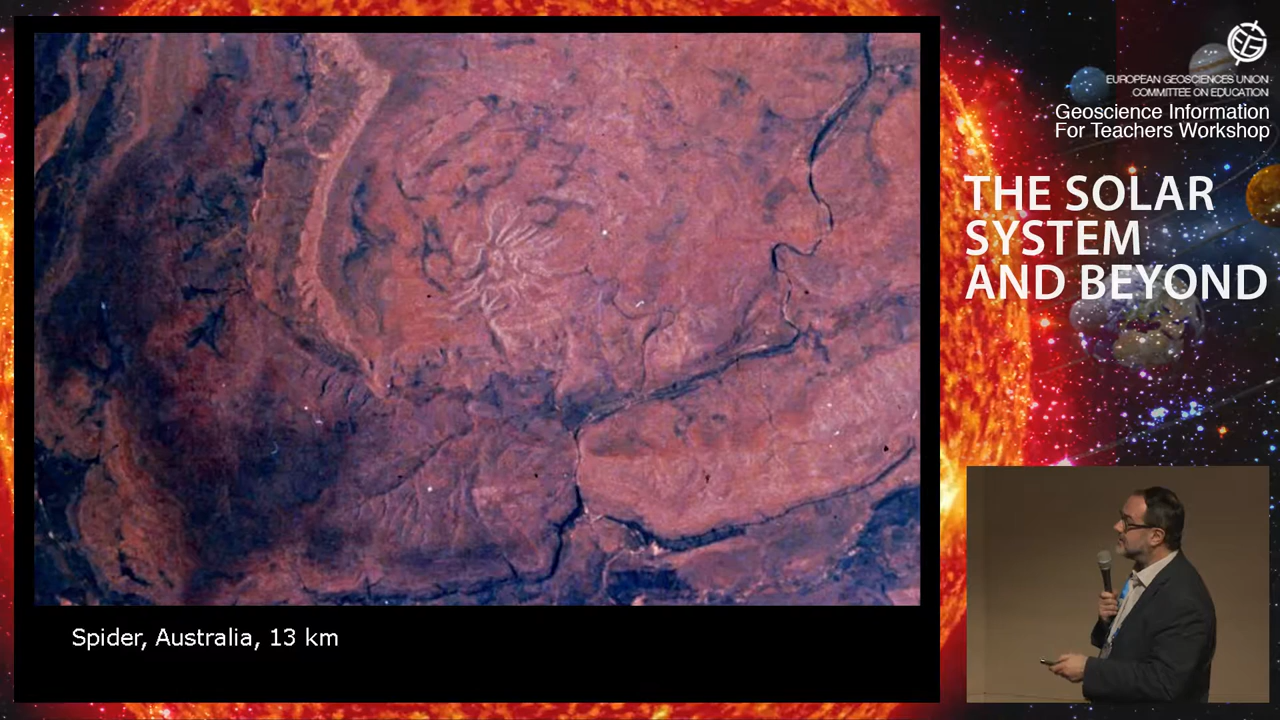 Spider, Australia, 13 km
EUROPEAN GEOSCIENCES UNION
COMMITTEE ON EDUCATION
Geoscience Information
For Teachers Workshop
THE SOLAR
SYSTEM
AND BEYOND